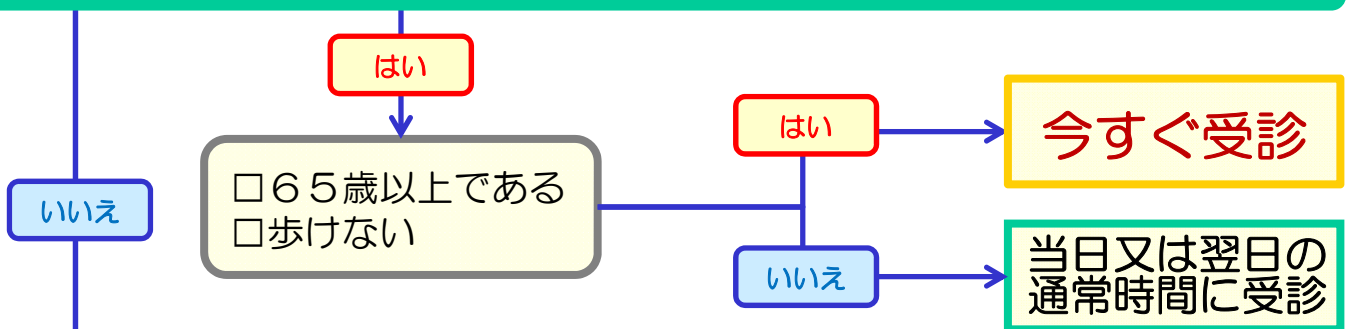 はい
はい
今すぐ受診
□６５歳以上である
□歩けない
いいえ
いいえ
当日又は翌日の
通常時間に受診